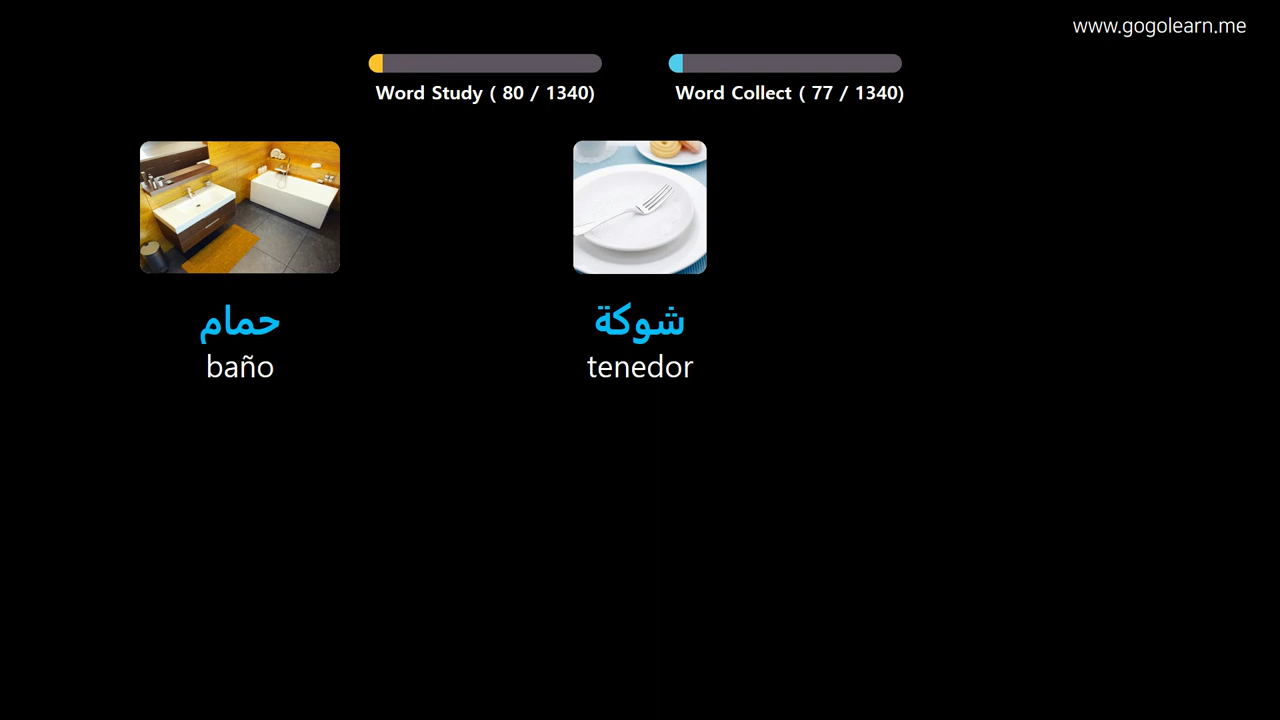 www.gogolearn.me
Word Study ( 80 / 1340)
Word Collect ( 77 / 1340)
حمام
baño
شوكة
tenedor